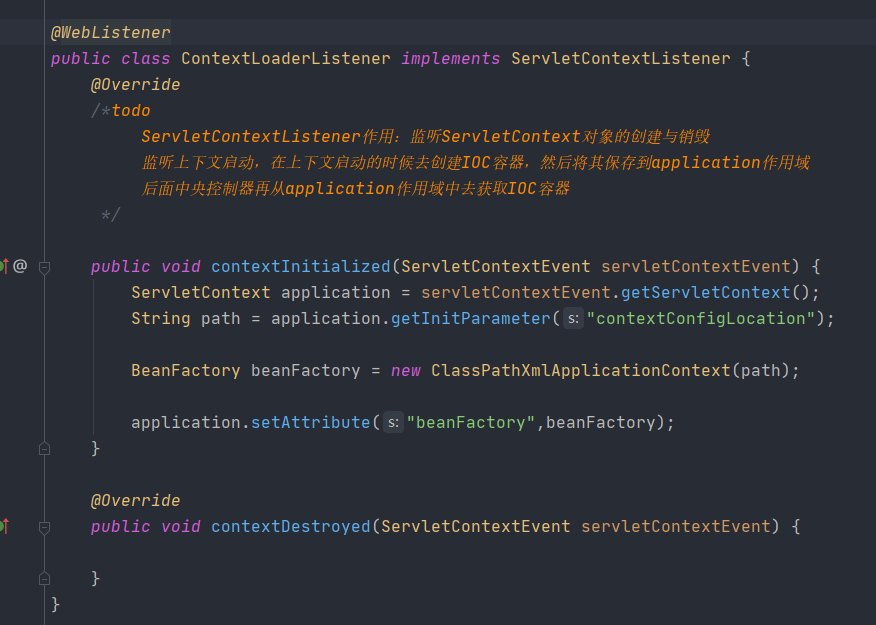 @WebListener
public class ContextLoaderListener implements ServletContextListener {
@Override
/*todo
ServletContextListener作用：监听ServletContext对象的创建与销毁
监听上下文启动，在上下文启动的时候去创建IOC容器，然后将其保存到application作用域
后面中央控制器再从application作用域中去获取IOC容器
*/
@ public void contextInitialized(ServletContextEvent servletContextEvent) {
ServletContext application = servletContextEvent.getServletContext();
String path = application.getInitParameter( s: "contextConfigLocation");
BeanFactory beanFactory = new ClassPathXmlApplicationContext(path);
application.setAttribute( s: "beanFactory",beanFactory);
}
@Override
public void contextDestroyed(ServletContextEvent servletContextEvent) {
}
}